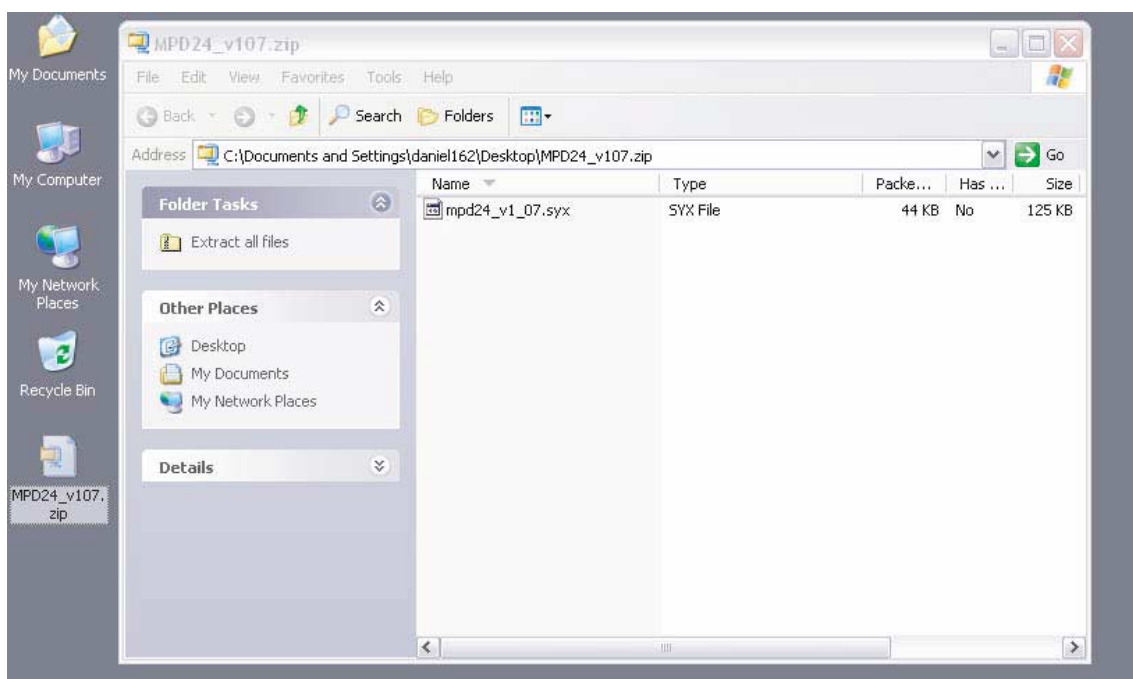 My Documents
My Computer
My Network
Places
Recycle Bin
MPD24_v107.
zip
MPD24_v107.zip
File Edit View Favorites Tools Help
Back Search Folders
Address C:\Documents and Settings\daniel162\Desktop\MPD24_v107.zip Go
Folder Tasks
Extract all files
Other Places
Desktop
My Documents
My Network Places
Details
Name Type Packe... Has ... Size
mpd24_v1_07.syx SYX File 44 KB No 125 KB